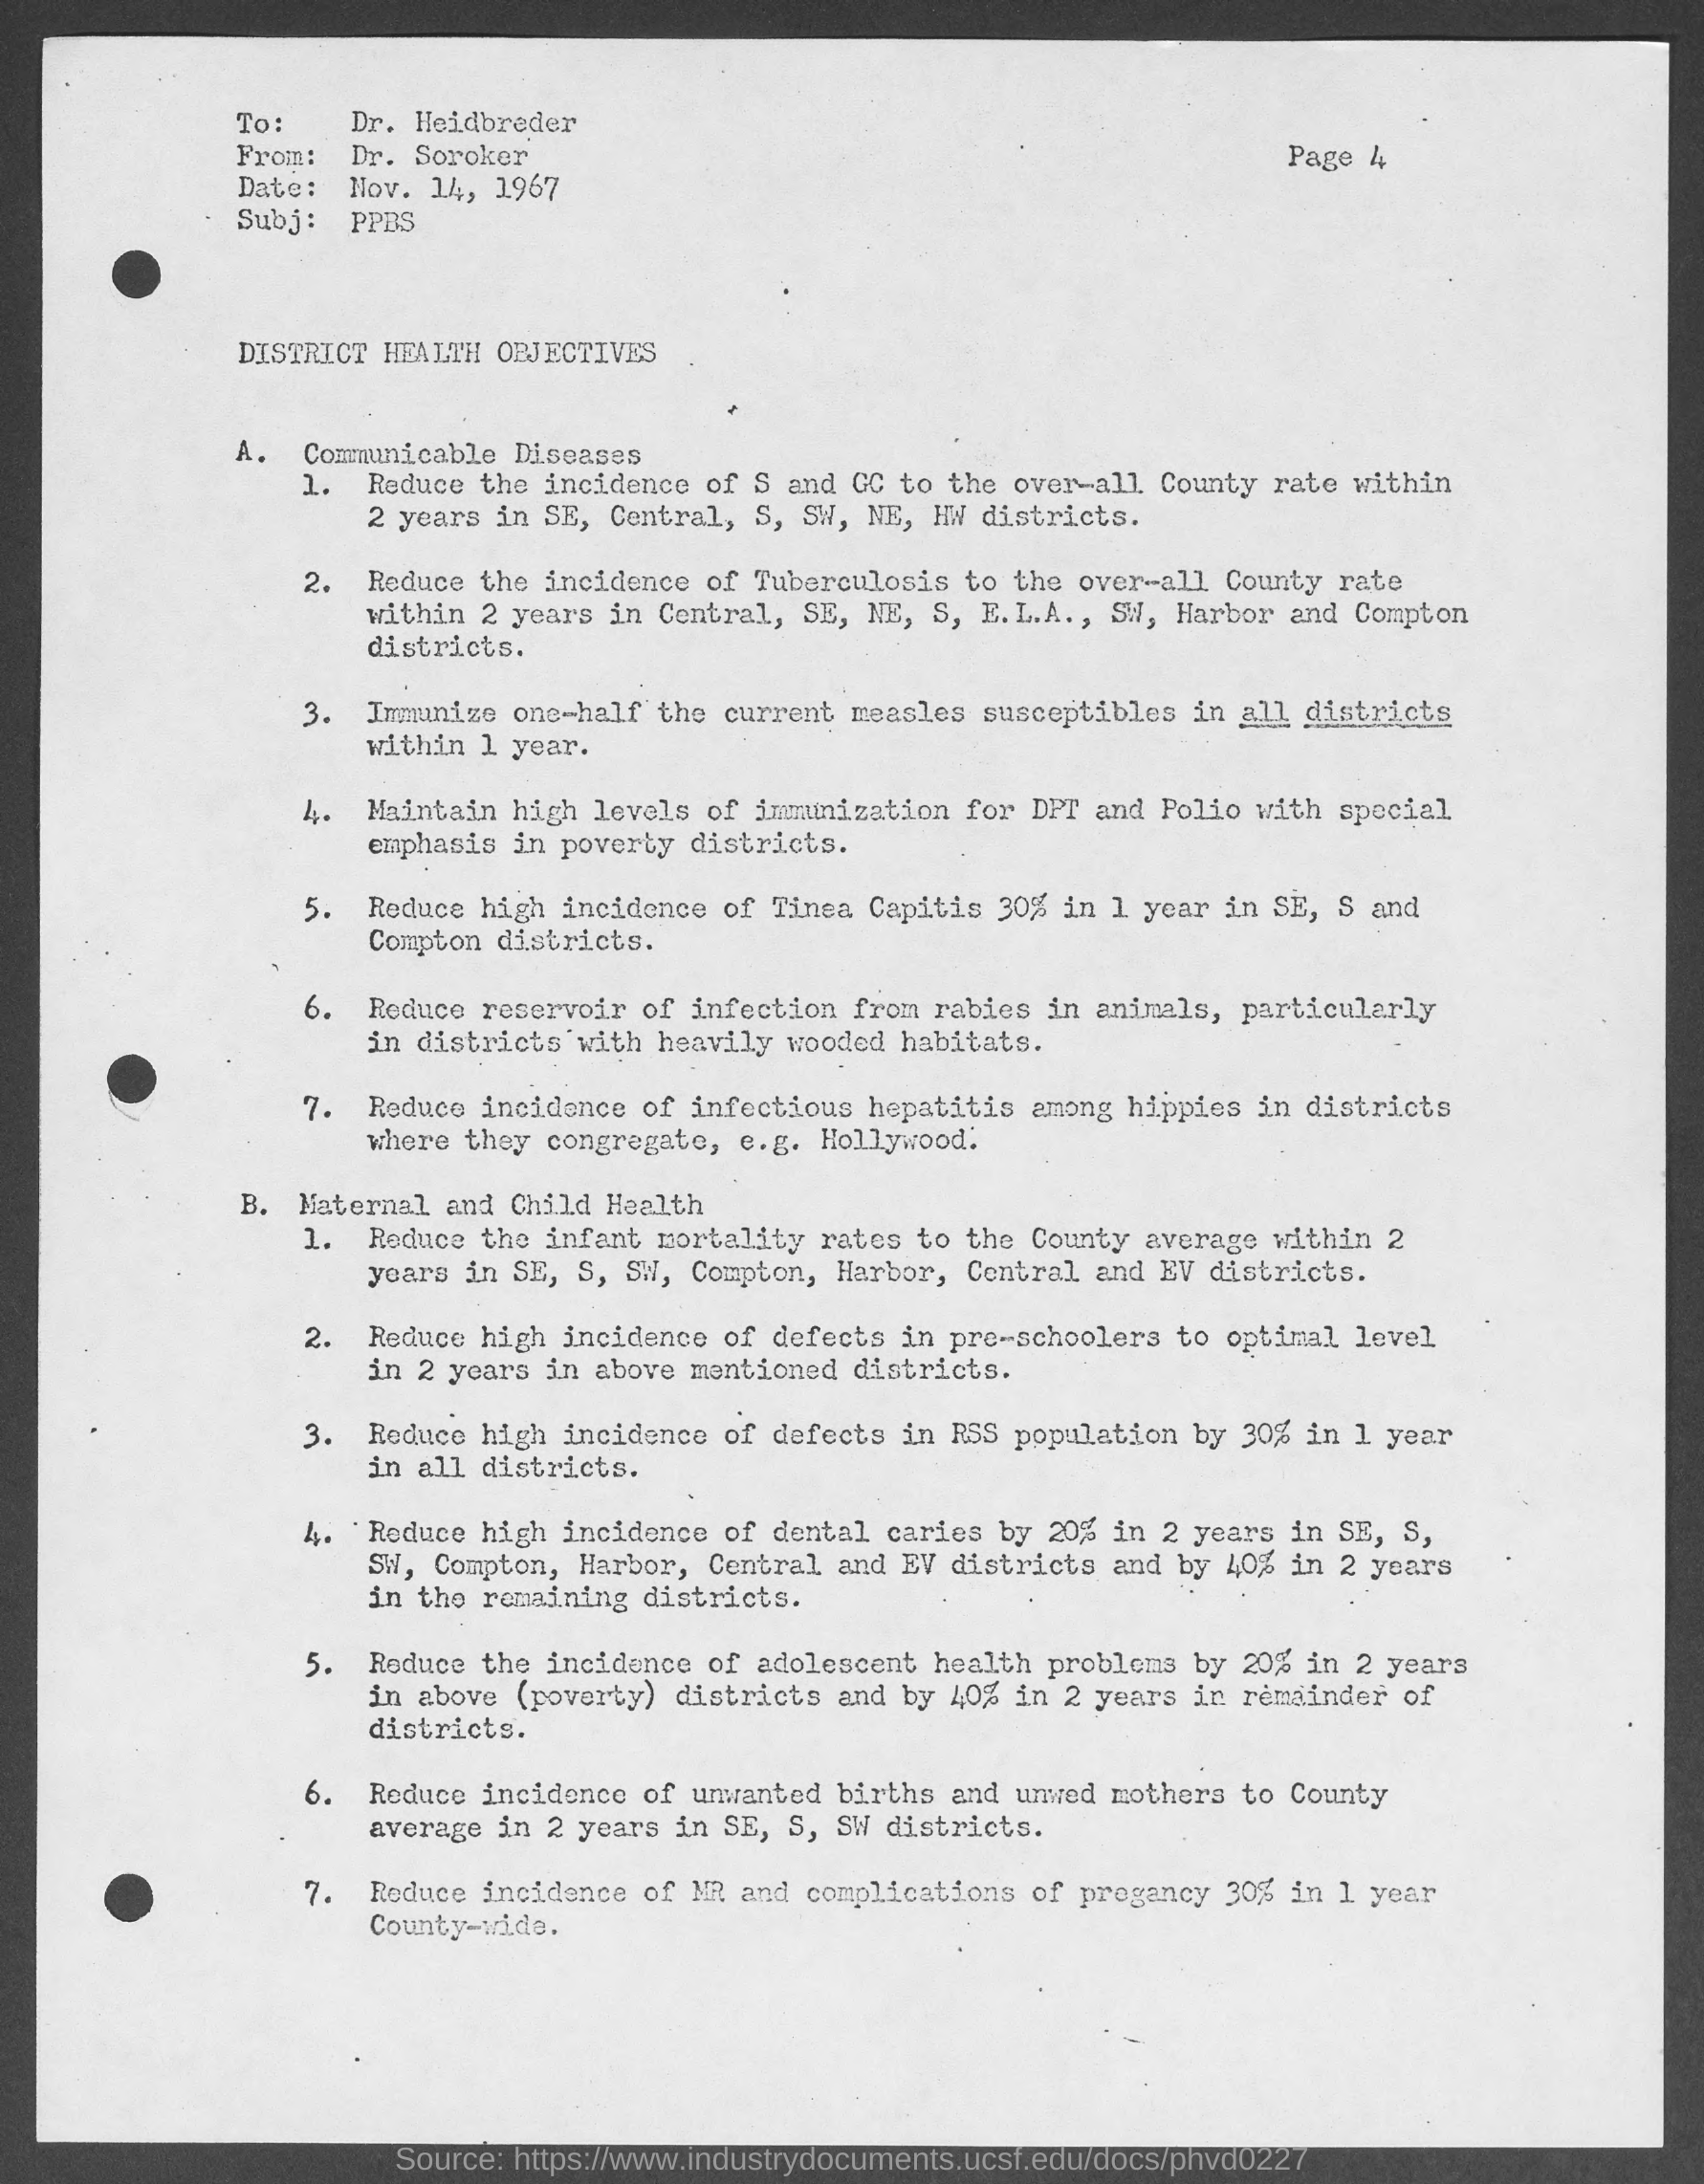 To: Dr. Heidbreder
From: Dr. Soroker
Page 4
Date: Nov. 14, 1967
Subj: PPBS
DISTRICT HEALTH OBJECTIVES
A. Communicable Diseases
1. Reduce the incidence of S and GC to the over-all County rate within
2 years in SE, Central, S, SW, NE, HW districts.
2. Reduce the incidence of Tuberculosis to the over-all County rate
within 2 years in Central, SE, NE, S, E.L.A., SW, Harbor and Compton
districts.
3. Immunize one-half the current measles susceptibles in all districts
within 1 year.
4. Maintain high levels of immunization for DPT and Polio with special
emphasis in poverty districts.
5. Reduce high incidence of Tinea Capitis 30% in 1 year in SE, S and
Compton districts.
6. Reduce reservoir of infection from rabies in animals, particularly
in districts with heavily wooded habitats.
7. Reduce incidence of infectious hepatitis among hippies in districts
where they congregate, e.g. Hollywood.
B. Maternal and Child Health
1. Reduce the infant mortality rates to the County average within 2
years in SE, S, SW, Compton, Harbor, Central and EV districts.
2. Reduce high incidence of defects in pre-schoolers to optimal level
in 2 years in above mentioned districts.
3. Reduce high incidence of defects in RSS population by 30% in 1 year
in all districts.
4. Reduce high incidence of dental caries by 20% in 2 years in SE, S,
SW, Compton, Harbor, Central and EV districts and by 40% in 2 years
in the remaining districts.
5. Reduce the incidence of adolescent health problems by 20% in 2 years
in above (poverty) districts and by 40% in 2 years in remainder of
districts.
6. Reduce incidence of unwanted births and unwed mothers to County
average in 2 years in SE, S, SW districts.
7. Reduce incidence of MR and complications of pregancy 30% in 1 year
County-wide.
Source: https://www.industrydocuments.ucsf.edu/docs/phvd0227